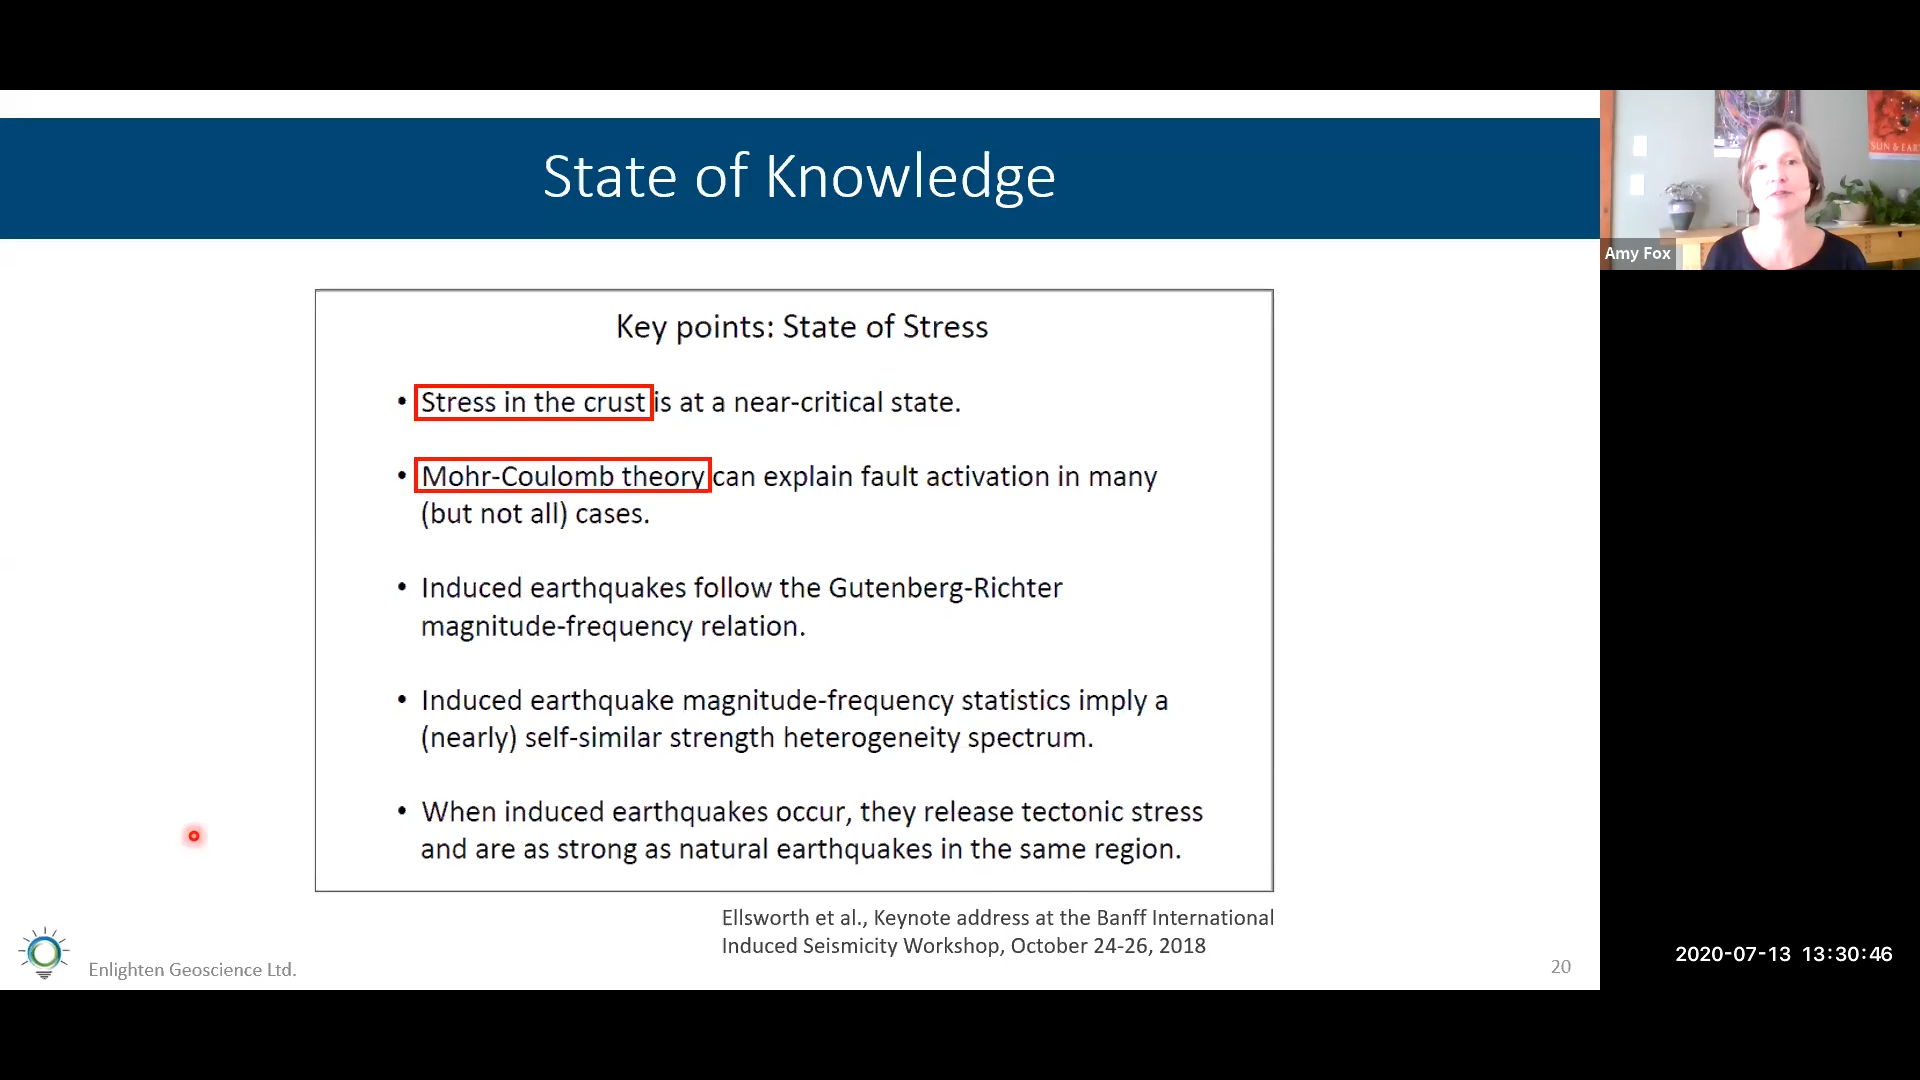 State of Knowledge
SUN & EAR
Amy Fox
Key points: State of Stress
• Stress in the crust is at a near-critical state.
• Mohr-Coulomb theory can explain fault activation in many
(but not all) cases.
• Induced earthquakes follow the Gutenberg-Richter
magnitude-frequency relation.
• Induced earthquake magnitude-frequency statistics imply a
(nearly) self-similar strength heterogeneity spectrum.
• When induced earthquakes occur, they release tectonic stress
and are as strong as natural earthquakes in the same region.
Ellsworth et al., Keynote address at the Banff International
Induced Seismicity Workshop, October 24-26, 2018
Enlighten Geoscience Ltd.
20
2020-07-13 13:30:46